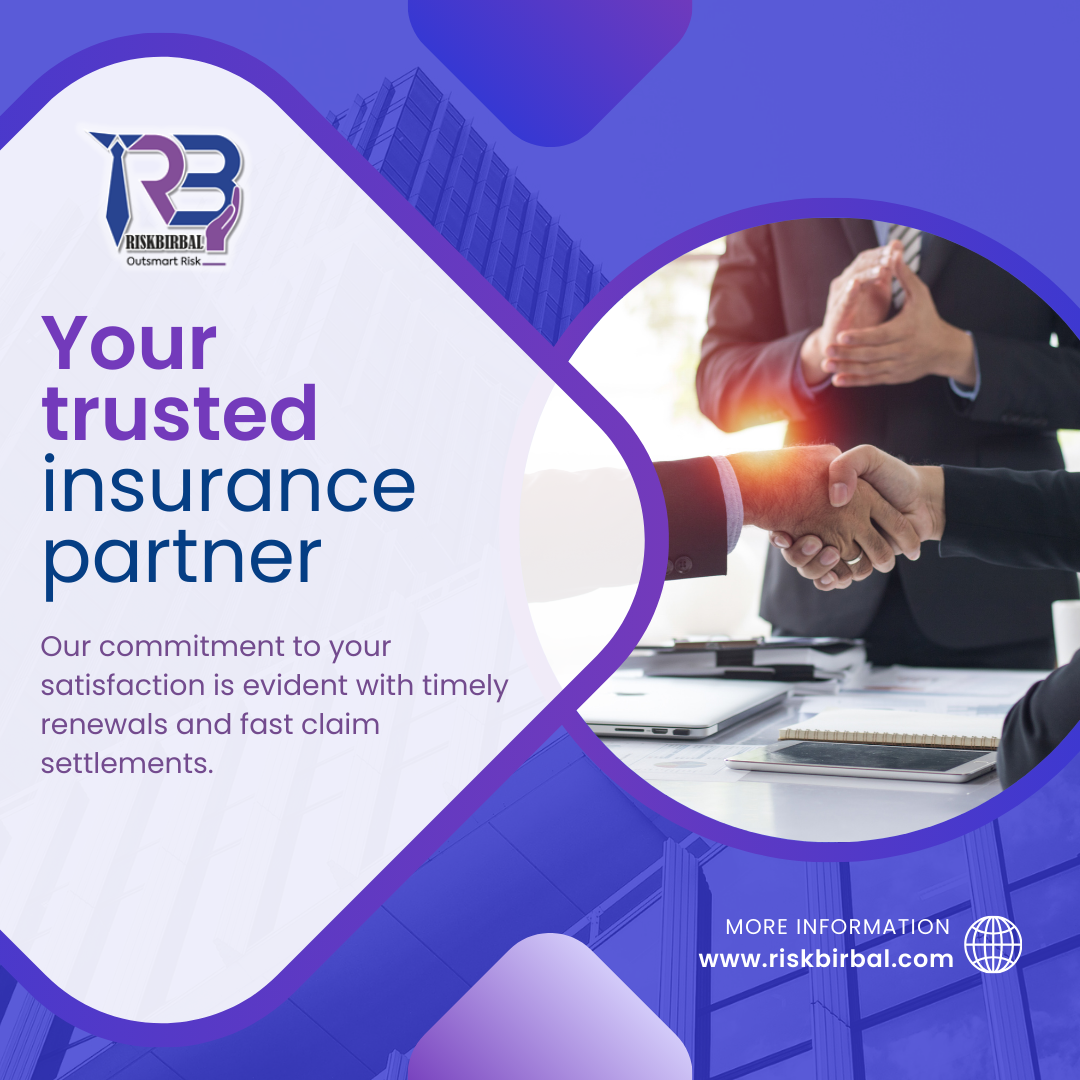 RB
RISKBIRBAL
Outsmart Risk
Your
trusted
insurance
partner
Our commitment to your
satisfaction is evident with timely
renewals and fast claim
settlements.
MORE INFORMATION
www.riskbirbal.com